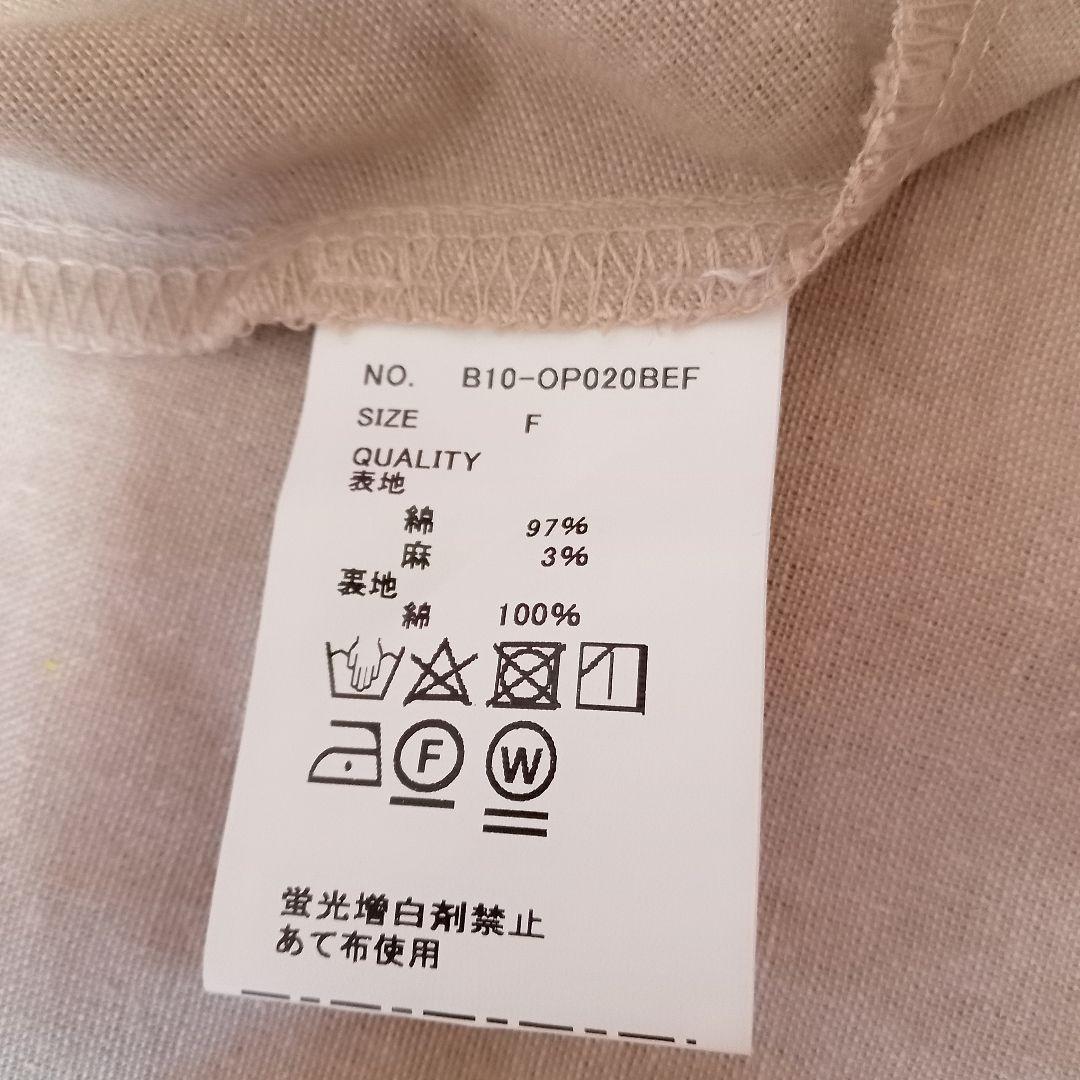 NO. B10-OP020BEF
SIZE F
QUALITY
表地
綿 97%
麻 3%
裏地
綿 100%
F W
蛍光増白剤禁止
あて布使用